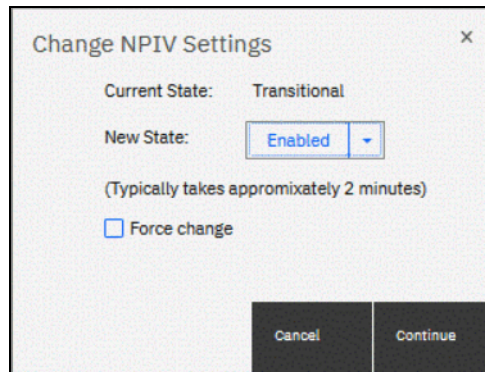 Change NPIV Settings ×
Current State: Transitional
New State: Enabled
(Typically takes appromixately 2 minutes)
Force change
Cancel Continue